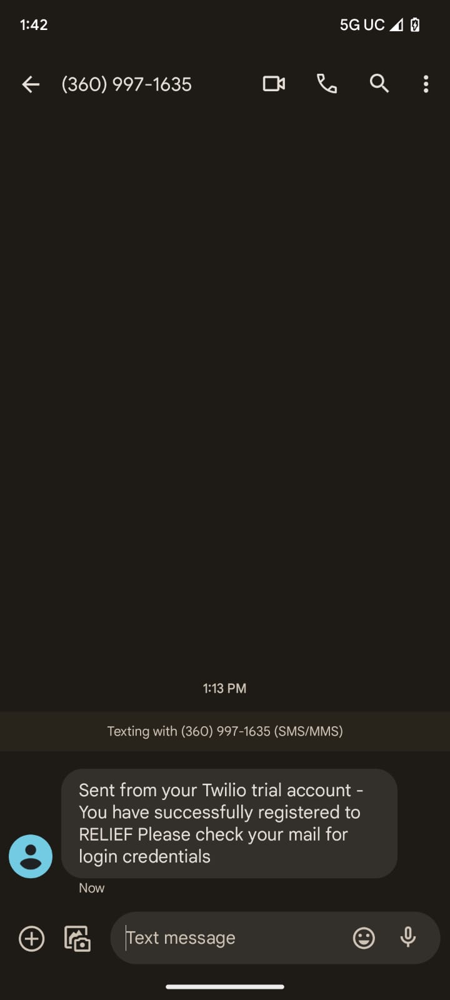 1:42
5G UC
(360) 997-1635
1:13 PM
Texting with (360) 997-1635 (SMS/MMS)
Sent from your Twilio trial account -
You have successfully registered to
RELIEF Please check your mail for
login credentials
Now
Text message